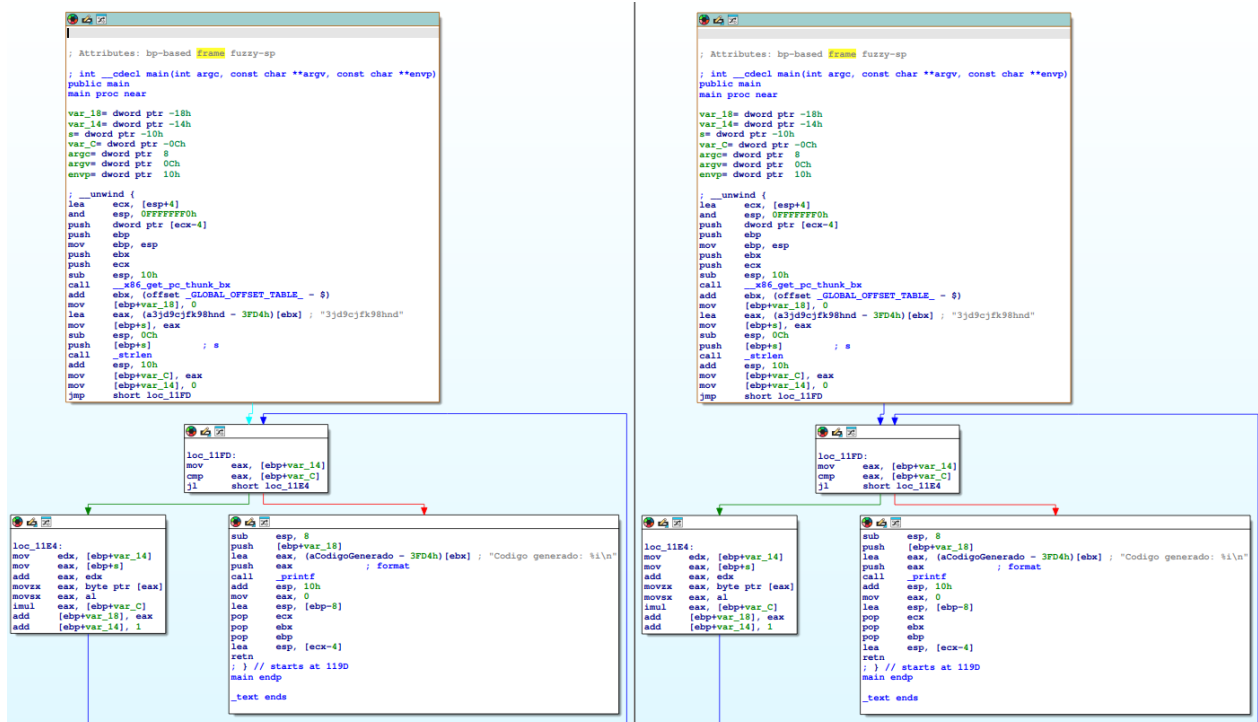 ; Attributes: bp-based frame fuzzy-sp
; int __cdecl main(int argc, const char **argv, const char **envp)
public main
main proc near
var_18= dword ptr -18h
var_14= dword ptr -14h
s= dword ptr -10h
var_C= dword ptr -0Ch
argc= dword ptr  8
argv= dword ptr  0Ch
envp= dword ptr  10h
; __unwind {
lea     ecx, [esp+4]
and     esp, 0FFFFFFF0h
push    dword ptr [ecx-4]
push    ebp
mov     ebp, esp
push    ebx
push    ecx
sub     esp, 10h
call    __x86_get_pc_thunk_bx
add     ebx, (offset _GLOBAL_OFFSET_TABLE_ - $)
mov     [ebp+var_18], 0
lea     eax, (a3jd9cjfk98hnd - 3FD4h)[ebx] ; "3jd9cjfk98hnd"
mov     [ebp+s], eax
sub     esp, 0Ch
push    [ebp+s]         ; s
call    _strlen
add     esp, 10h
mov     [ebp+var_C], eax
mov     [ebp+var_14], 0
jmp     short loc_11FD
loc_11FD:
mov     eax, [ebp+var_14]
cmp     eax, [ebp+var_C]
jl      short loc_11E4
loc_11E4:
mov     edx, [ebp+var_14]
mov     eax, [ebp+s]
add     eax, edx
movzx   eax, byte ptr [eax]
movsx   eax, al
imul    eax, [ebp+var_C]
add     [ebp+var_18], eax
add     [ebp+var_14], 1
sub     esp, 8
push    [ebp+var_18]
lea     eax, (aCodigoGenerado - 3FD4h)[ebx] ; "Codigo generado: %i\n"
push    eax             ; format
call    _printf
add     esp, 10h
mov     eax, 0
lea     esp, [ebp-8]
pop     ecx
pop     ebx
pop     ebp
lea     esp, [ecx-4]
retn
; } // starts at 119D
main endp
_text ends
; Attributes: bp-based frame fuzzy-sp
; int __cdecl main(int argc, const char **argv, const char **envp)
public main
main proc near
var_18= dword ptr -18h
var_14= dword ptr -14h
s= dword ptr -10h
var_C= dword ptr -0Ch
argc= dword ptr  8
argv= dword ptr  0Ch
envp= dword ptr  10h
; __unwind {
lea     ecx, [esp+4]
and     esp, 0FFFFFFF0h
push    dword ptr [ecx-4]
push    ebp
mov     ebp, esp
push    ebx
push    ecx
sub     esp, 10h
call    __x86_get_pc_thunk_bx
add     ebx, (offset _GLOBAL_OFFSET_TABLE_ - $)
mov     [ebp+var_18], 0
lea     eax, (a3jd9cjfk98hnd - 3FD4h)[ebx] ; "3jd9cjfk98hnd"
mov     [ebp+s], eax
sub     esp, 0Ch
push    [ebp+s]         ; s
call    _strlen
add     esp, 10h
mov     [ebp+var_C], eax
mov     [ebp+var_14], 0
jmp     short loc_11FD
loc_11FD:
mov     eax, [ebp+var_14]
cmp     eax, [ebp+var_C]
jl      short loc_11E4
loc_11E4:
mov     edx, [ebp+var_14]
mov     eax, [ebp+s]
add     eax, edx
movzx   eax, byte ptr [eax]
movsx   eax, al
imul    eax, [ebp+var_C]
add     [ebp+var_18], eax
add     [ebp+var_14], 1
sub     esp, 8
push    [ebp+var_18]
lea     eax, (aCodigoGenerado - 3FD4h)[ebx] ; "Codigo generado: %i\n"
push    eax             ; format
call    _printf
add     esp, 10h
mov     eax, 0
lea     esp, [ebp-8]
pop     ecx
pop     ebx
pop     ebp
lea     esp, [ecx-4]
retn
; } // starts at 119D
main endp
_text ends